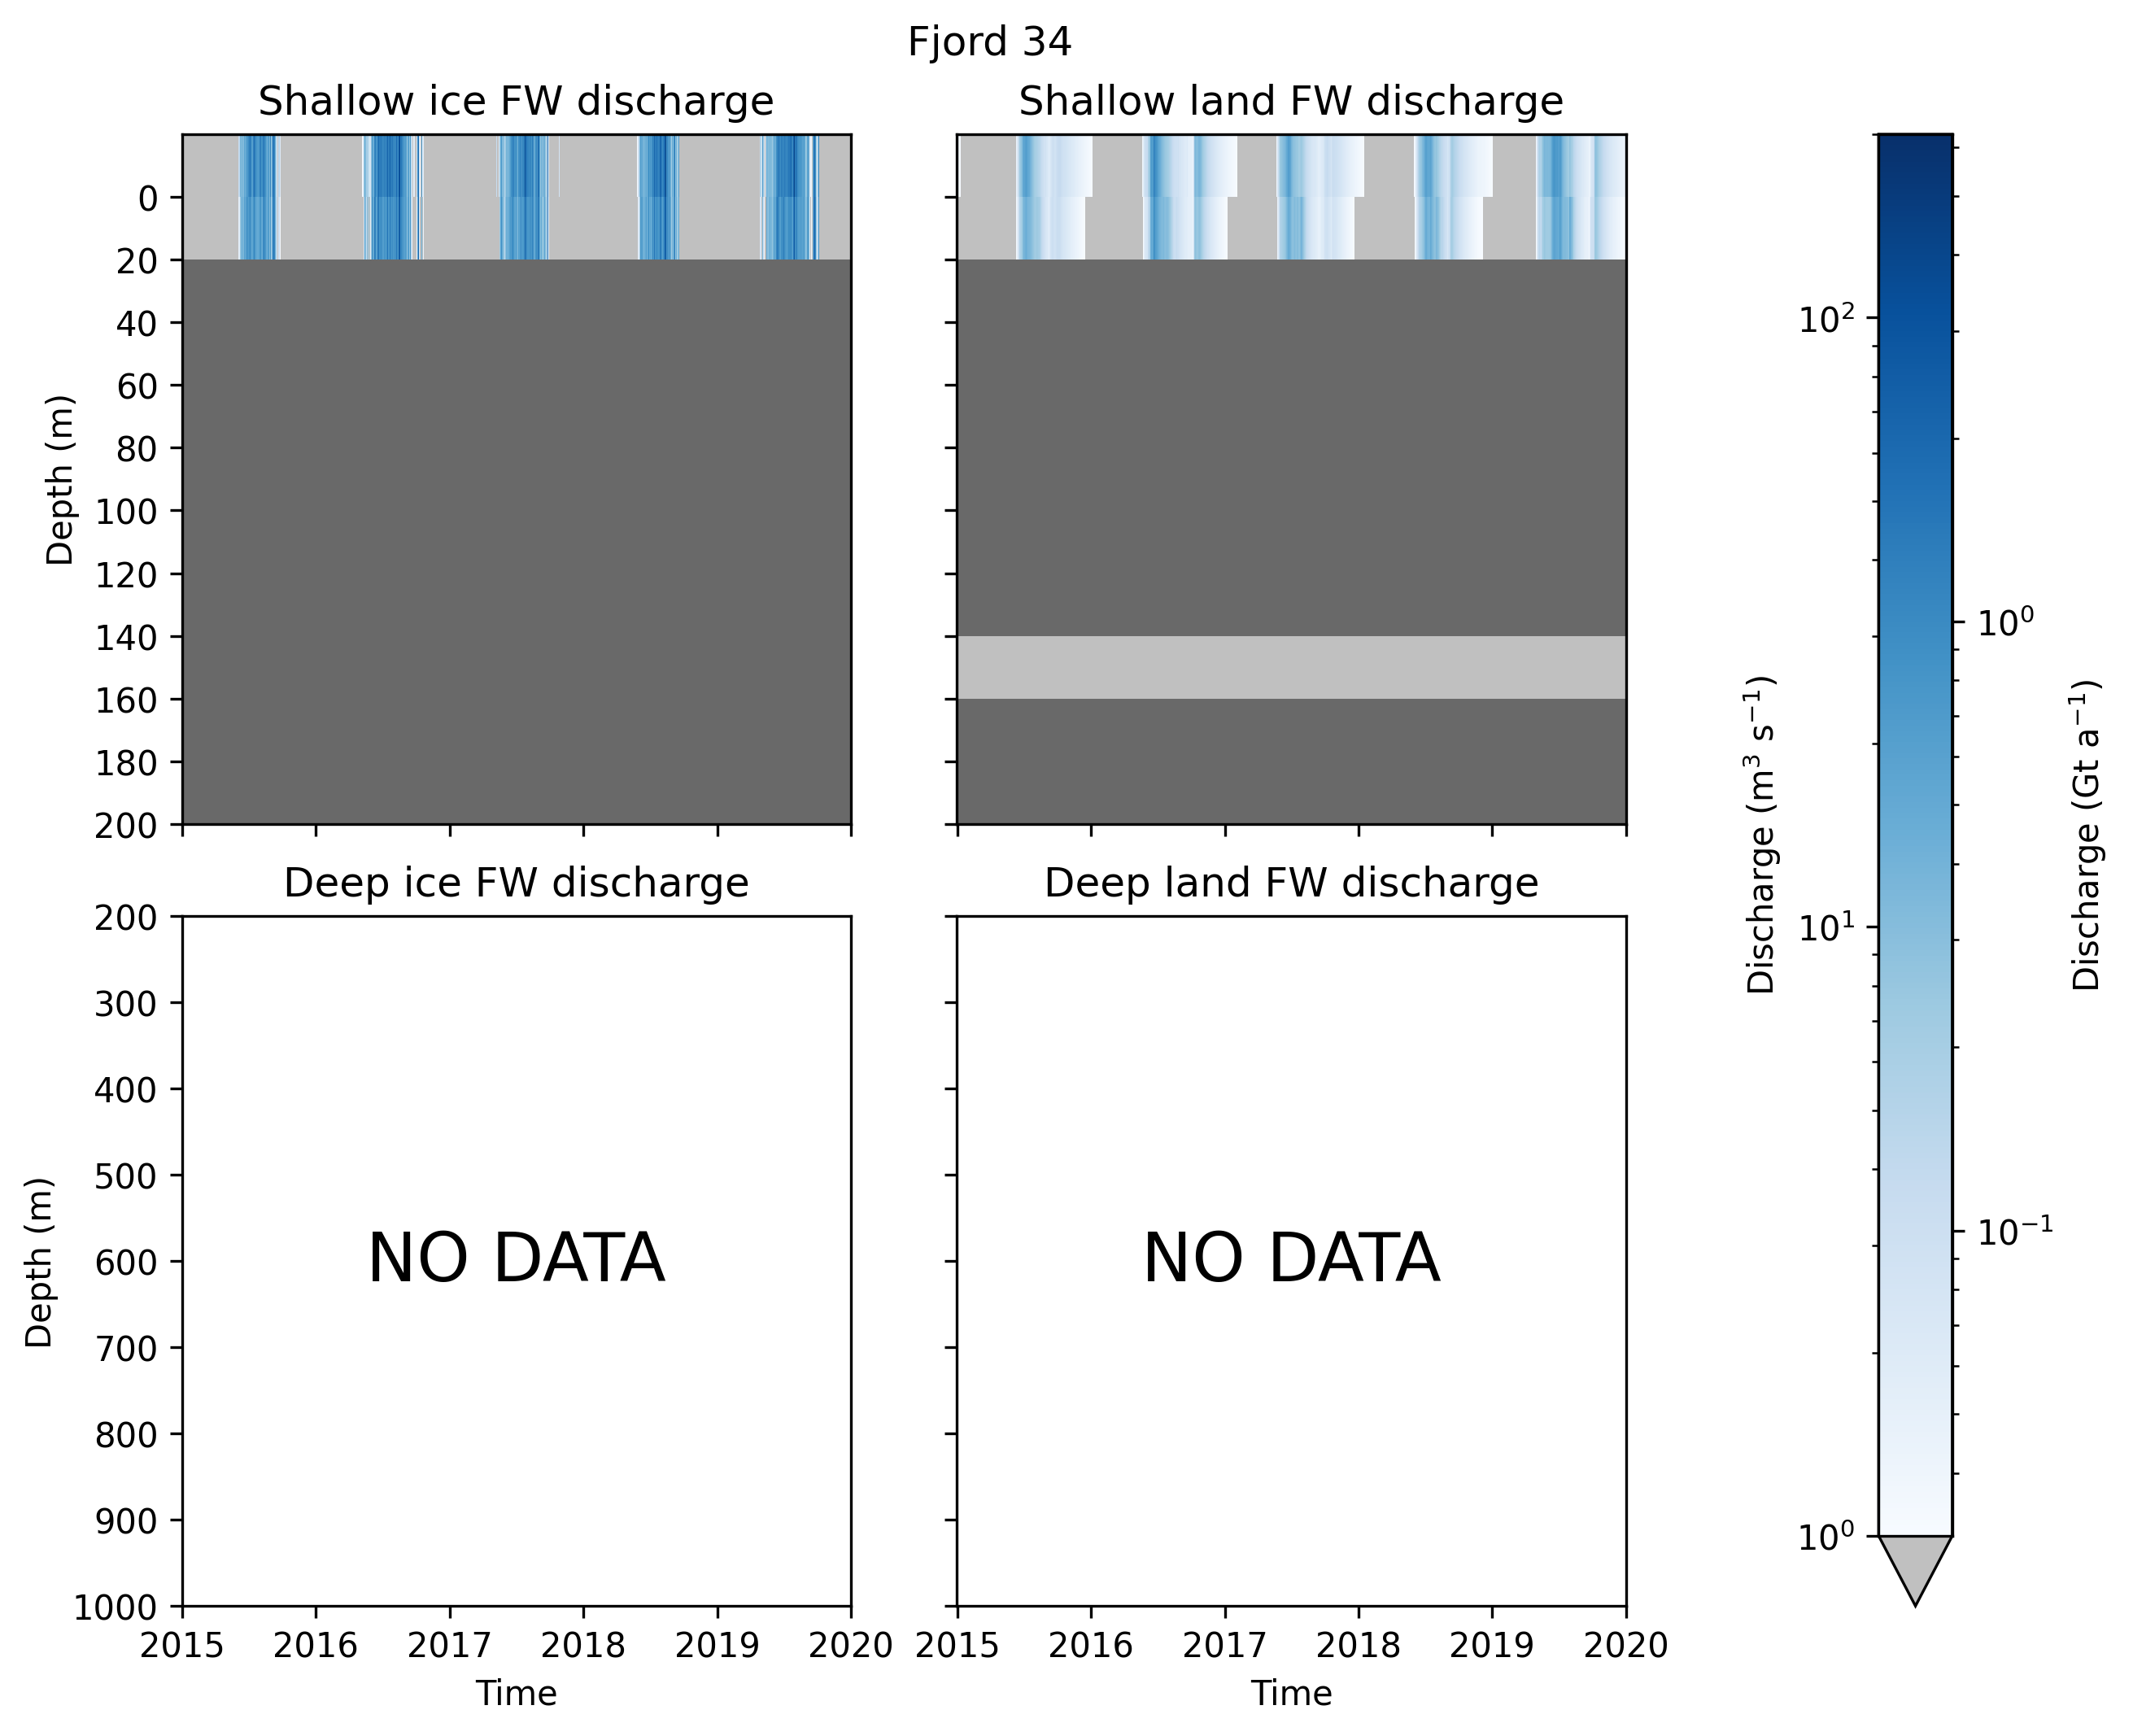 Fjord 34
Shallow ice FW discharge
Shallow land FW discharge
0
20
40
60
80
100
120
140
160
180
200
Depth (m)
Deep ice FW discharge
Deep land FW discharge
200
300
400
500
600
700
800
900
1000
Depth (m)
NO DATA
NO DATA
2015 2016 2017 2018 2019 2020
2015 2016 2017 2018 2019 2020
Time
Time
10²
10¹
10⁰
Discharge (m³ s⁻¹)
10⁰
10⁻¹
Discharge (Gt a⁻¹)